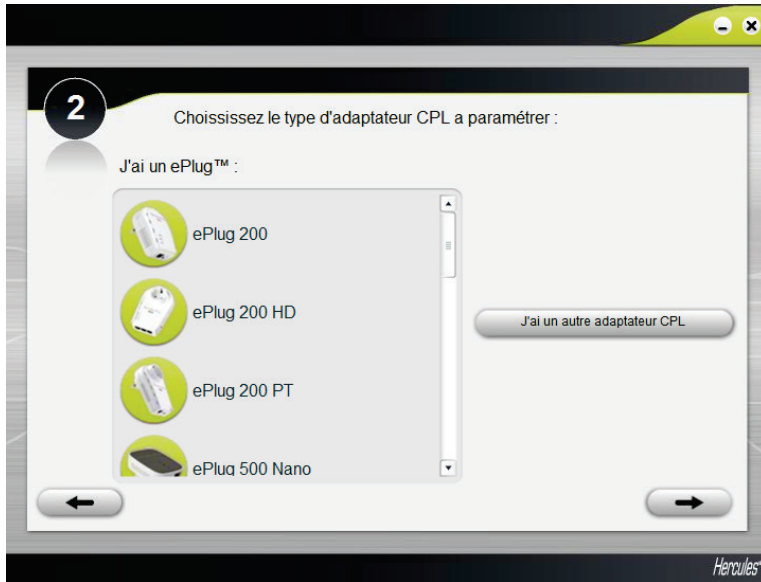 2
Choississez le type d'adaptateur CPL a paramétrer :
J'ai un ePlug™ :
ePlug 200
ePlug 200 HD
ePlug 200 PT
ePlug 500 Nano
J'ai un autre adaptateur CPL
Hercules